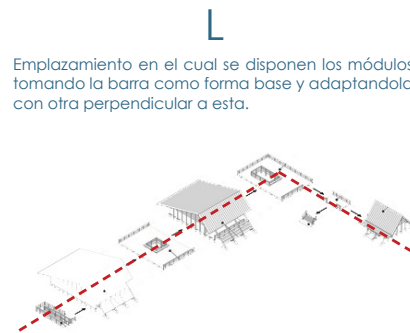 L
Emplazamiento en el cual se disponen los módulos
tomando la barra como forma base y adaptandola
con otra perpendicular a esta.